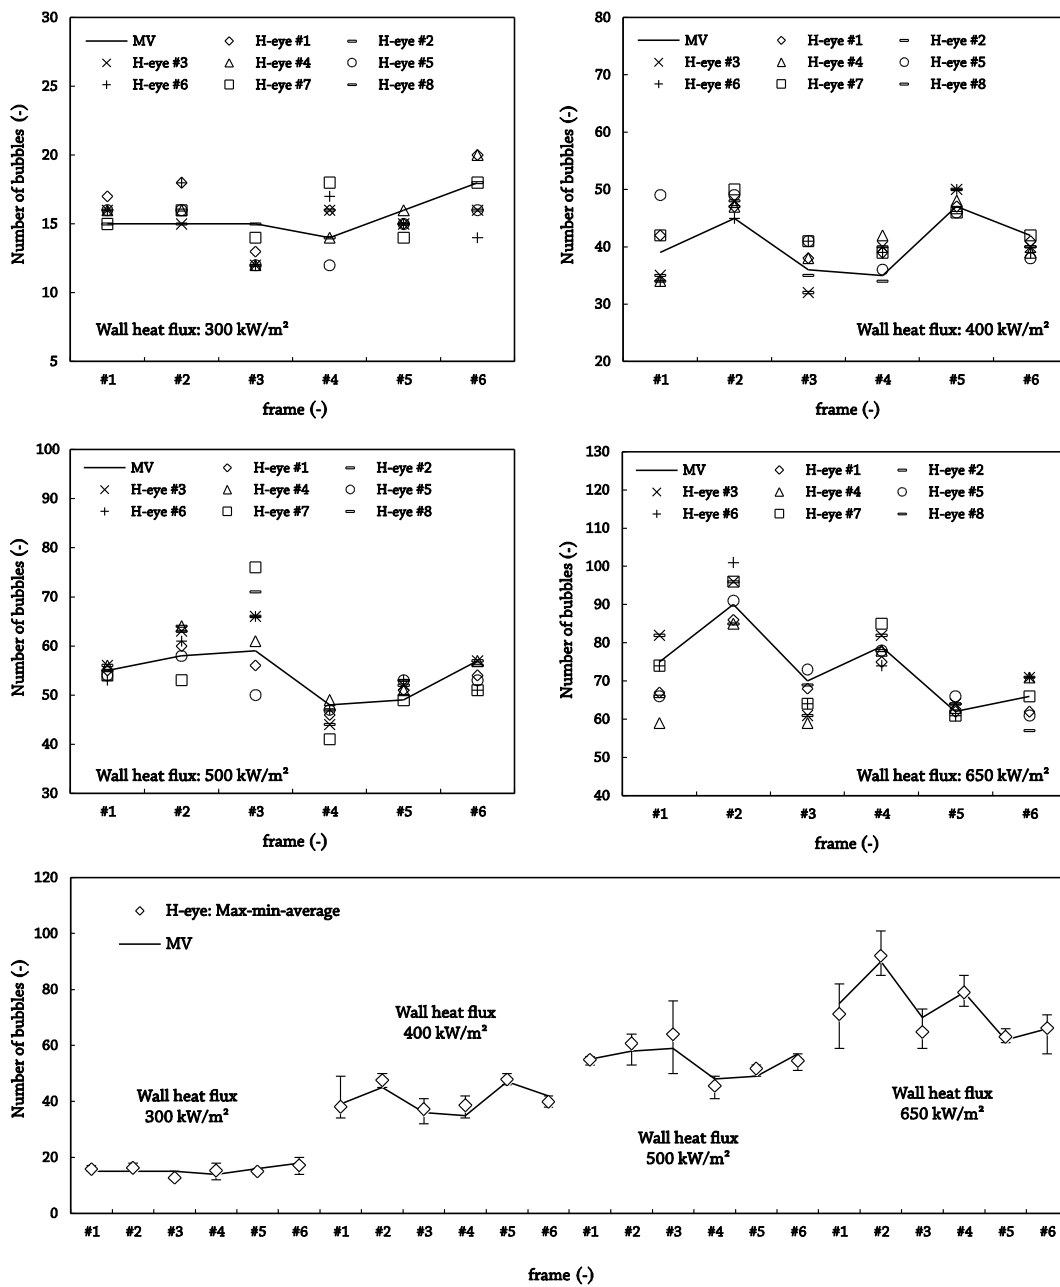 30
25
20
15
10
5
Number of bubbles (-)
MV
H-eye #1
H-eye #2
H-eye #3
H-eye #4
H-eye #5
H-eye #6
H-eye #7
H-eye #8
Wall heat flux: 300 kW/m²
#1 #2 #3 #4 #5 #6
frame (-)
80
70
60
50
40
30
20
Number of bubbles (-)
MV
H-eye #1
H-eye #2
H-eye #3
H-eye #4
H-eye #5
H-eye #6
H-eye #7
H-eye #8
Wall heat flux: 400 kW/m²
#1 #2 #3 #4 #5 #6
frame (-)
100
90
80
70
60
50
40
30
Number of bubbles (-)
MV
H-eye #1
H-eye #2
H-eye #3
H-eye #4
H-eye #5
H-eye #6
H-eye #7
H-eye #8
Wall heat flux: 500 kW/m²
#1 #2 #3 #4 #5 #6
frame (-)
130
120
110
100
90
80
70
60
50
40
Number of bubbles (-)
MV
H-eye #1
H-eye #2
H-eye #3
H-eye #4
H-eye #5
H-eye #6
H-eye #7
H-eye #8
Wall heat flux: 650 kW/m²
#1 #2 #3 #4 #5 #6
frame (-)
120
100
80
60
40
20
0
Number of bubbles (-)
H-eye: Max-min-average
MV
Wall heat flux
300 kW/m²
Wall heat flux
400 kW/m²
Wall heat flux
500 kW/m²
Wall heat flux
650 kW/m²
#1 #2 #3 #4 #5 #6 #1 #2 #3 #4 #5 #6 #1 #2 #3 #4 #5 #6 #1 #2 #3 #4 #5 #6
frame (-)